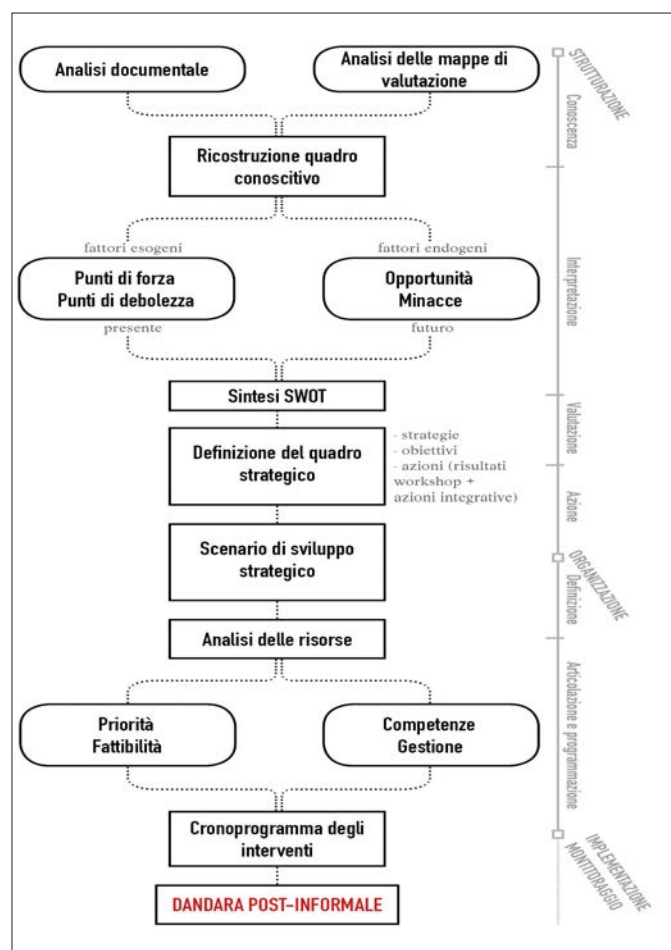 Analisi documentale
Analisi delle mappe di
valutazione
Ricostruzione quadro
conoscitivo
fattori esogeni
fattori endogeni
Punti di forza
Punti di debolezza
Opportunità
Minacce
presente
futuro
Sintesi SWOT
Definizione del quadro
strategico
- strategie
- obiettivi
- azioni (risultati
workshop +
azioni integrative)
Scenario di sviluppo
strategico
Analisi delle risorse
Priorità
Fattibilità
Competenze
Gestione
Cronoprogramma degli
interventi
DANDARA POST-INFORMALE
STRUTTURAZIONE
Conoscenza
Interpretazione
Valutazione
Azione
ORGANIZZAZIONE
Definizione
Articolazione e programmazione
IMPLEMENTAZIONE
MONTITORAGGIO